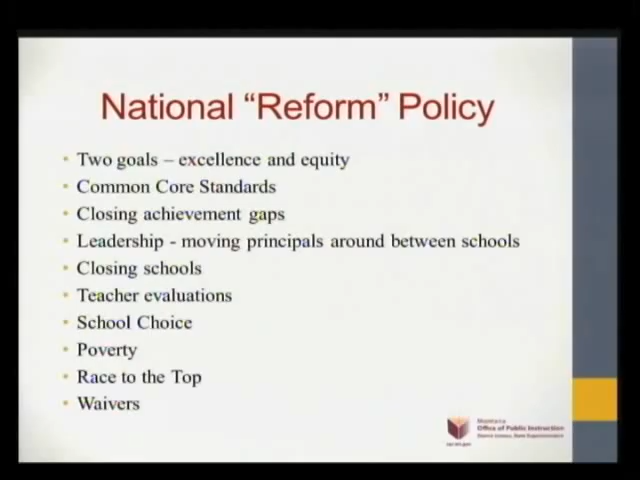 National “Reform” Policy
• Two goals – excellence and equity
• Common Core Standards
• Closing achievement gaps
• Leadership - moving principals around between schools
• Closing schools
• Teacher evaluations
• School Choice
• Poverty
• Race to the Top
• Waivers
Montana
Office of Public Instruction